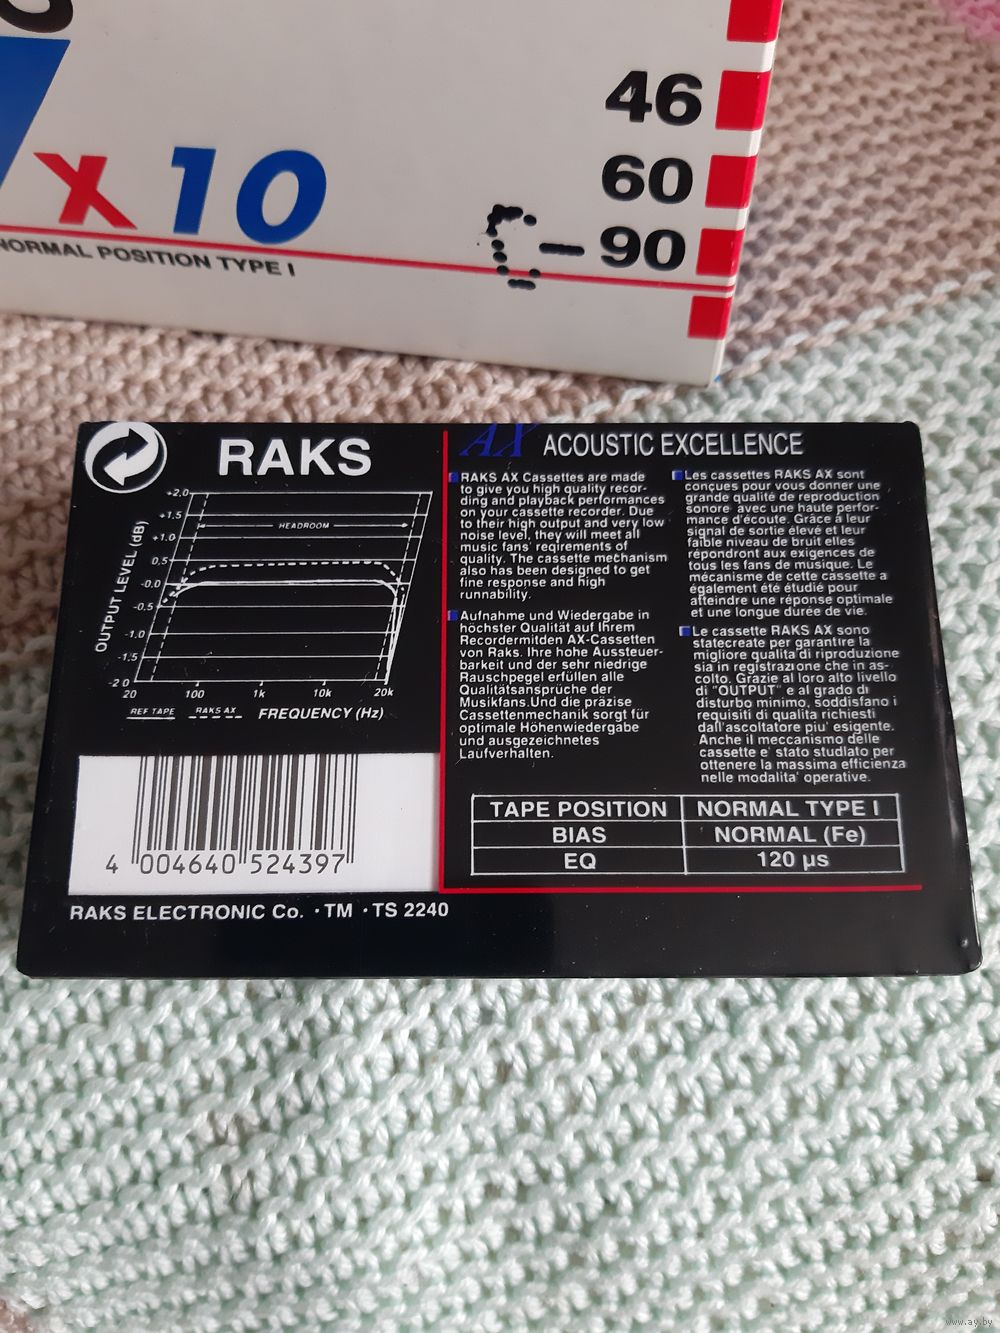 46
60
90
x 10
NORMAL POSITION TYPE I
RAKS
OUTPUT LEVEL (dB)
+2.0
+1.5
+1.0
0.5
-0.0
-0.5
-1.0
-1.5
-2 0
HEADROOM
20 100 1k 10k 20k
REF TAPE RAKS AX FREQUENCY (Hz)
4 004640 524397
RAKS ELECTRONIC Co. · TM · TS 2240
AX ACOUSTIC EXCELLENCE
RAKS AX Cassettes are made
to give you high quality recor-
ding and playback performances
on your cassette recorder. Due
to their high output and very low
noise level, they will meet all
music fans' reqirements of
quality. The cassette mechanism
also has been designed to get
fine response and high
runnability.
Aufnahme und Wiedergabe in
höchster Qualität auf Ihrem
Recordermitden AX-Cassetten
von Raks. Ihre hohe Aussteuer-
barkeit und der sehr niedrige
Rauschpegel erfüllen alle
Qualitätsansprüche der
Musikfans.Und die präzise
Cassettenmechanik sorgt für
optimale Höhenwiedergabe
und ausgezeichnetes
Laufverhalten.
Les cassettes RAKS AX sont
conçues pour vous donner une
grande qualité de reproduction
sonore avec une haute perfor-
mance d'écoute. Grâce à leur
signal de sortie élevé et leur
faible niveau de bruit elles
répondront aux exigences de
tous les fans de musique. Le
mécanisme de cette cassette a
également été étudié pour
atteindre une réponse optimale
et une longue durée de vie.
Le cassette RAKS AX sono
statecreate per garantire la
migliore qualita di riproduzione
sia in registrazione che in as-
colto. Grazie al loro alto livello
di "OUTPUT" e al grado di
disturbo minimo, soddisfano i
requisiti di qualita richiesti
dall'ascoltatore piu' esigente.
Anche il meccanismo delle
cassette e' stato studlato per
ottenere la massima efficienza
nelle modalita' operative.
TAPE POSITION NORMAL TYPE I
BIAS NORMAL (Fe)
EQ 120 µs
www.ay.by